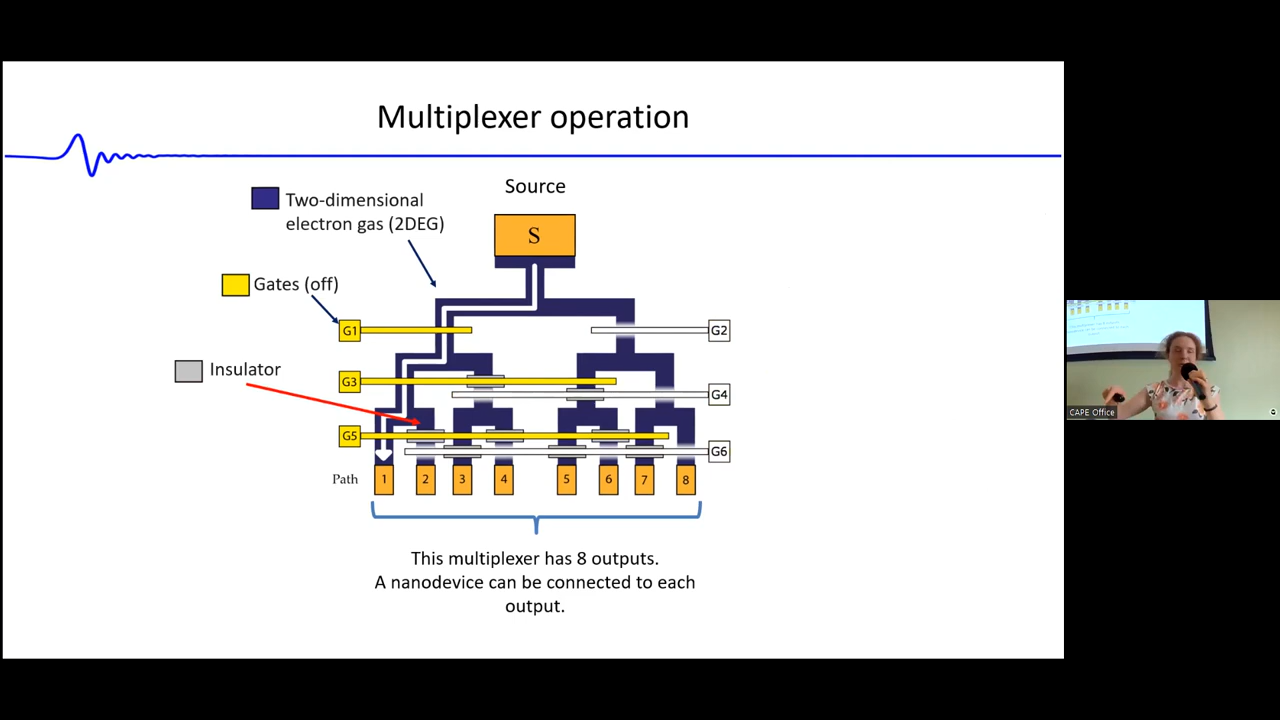 Multiplexer operation
Source
S
Two-dimensional
electron gas (2DEG)
Gates (off)
G1
G2
Insulator
G3
G4
G5
G6
Path
1
2
3
4
5
6
7
8
This multiplexer has 8 outputs.
A nanodevice can be connected to each
output.
CAPE Office